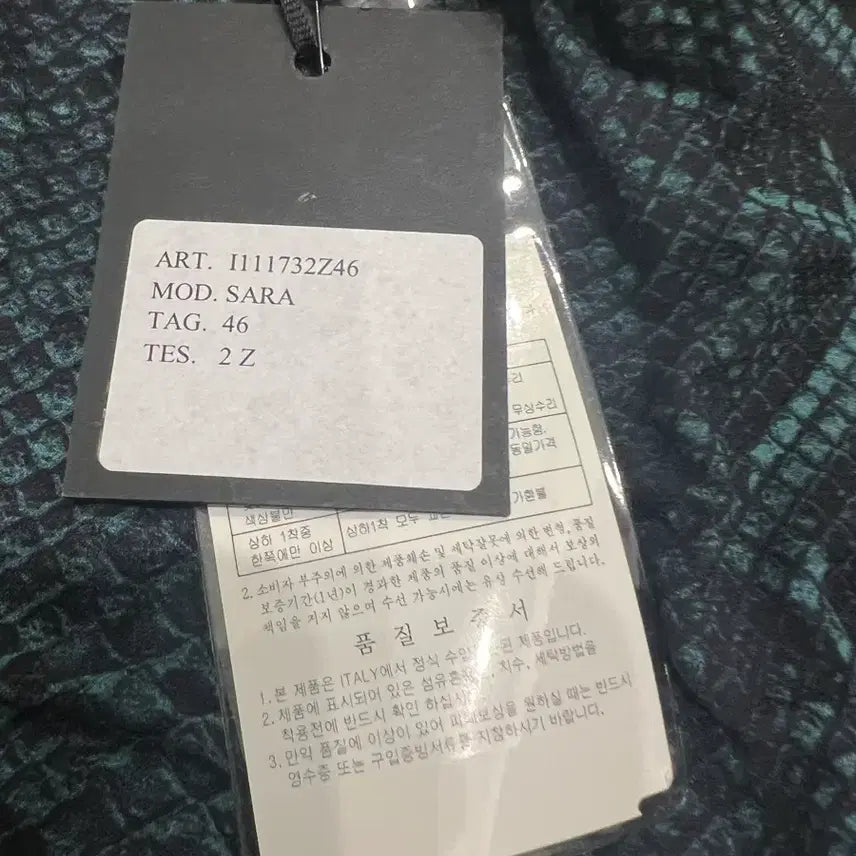 ART. I111732Z46
MOD. SARA
TAG. 46
TES. 2 Z
무상수리
가능함.
동일가격
가환불
색상불만
상하 1착중
한쪽에만 이상
상하1착 모두
2. 소비자 부주의에 의한 제품훼손 및 세탁잘못에 의한 변형, 품질
보증기간(1년)이 경과한 제품의 품질 이상에 대해서 보상의
책임을 지지 않으며 수선 가능시에는 유상 수선해 드립니다.
품 질 보 증 서
1. 본 제품은 ITALY에서 정식 수입 된 제품입니다.
2. 제품에 표시되어 있는 섬유혼 치수, 세탁방법을
착용전에 반드시 확인 하십시
3. 만약 품질에 이상이 있어 피해보상을 원하실 때는 반드시
영수증 또는 구입증빙서류를 지참하시기 바랍니다.